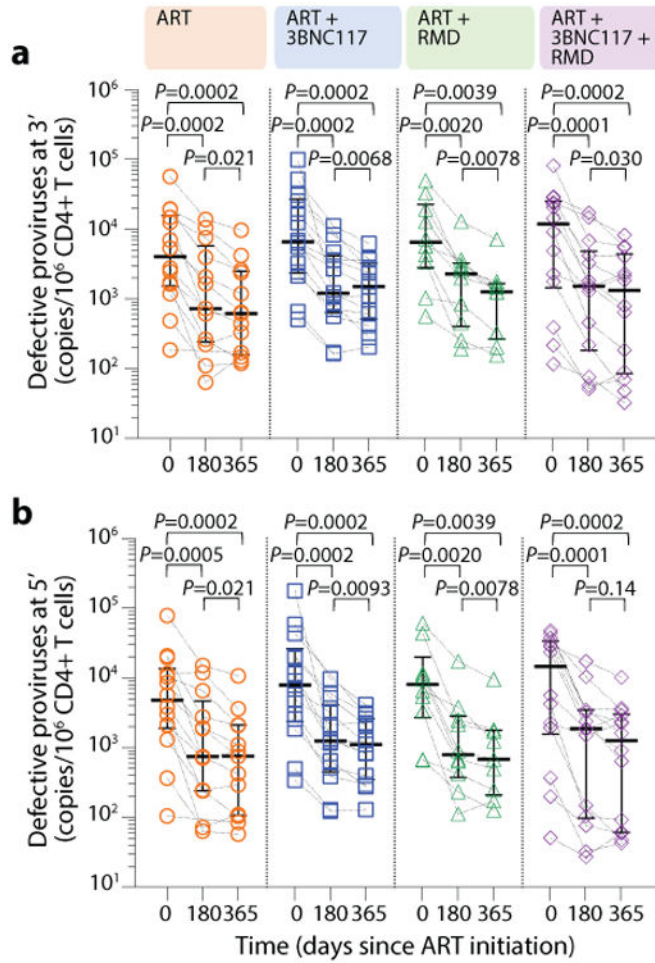 ART
ART +
3BNC117
ART +
RMD
ART +
3BNC117 +
RMD
a
Defective proviruses at 3′
(copies/10⁶ CD4+ T cells)
10⁶
10⁵
10⁴
10³
10²
10¹
P=0.0002
P=0.0002
P=0.021
P=0.0002
P=0.0002
P=0.0068
P=0.0039
P=0.0020
P=0.0078
P=0.0002
P=0.0001
P=0.030
0 180 365
0 180 365
0 180 365
0 180 365
b
Defective proviruses at 5′
(copies/10⁶ CD4+ T cells)
10⁶
10⁵
10⁴
10³
10²
10¹
P=0.0002
P=0.0005
P=0.021
P=0.0002
P=0.0002
P=0.0093
P=0.0039
P=0.0020
P=0.0078
P=0.0002
P=0.0001
P=0.14
0 180 365
0 180 365
0 180 365
0 180 365
Time (days since ART initiation)